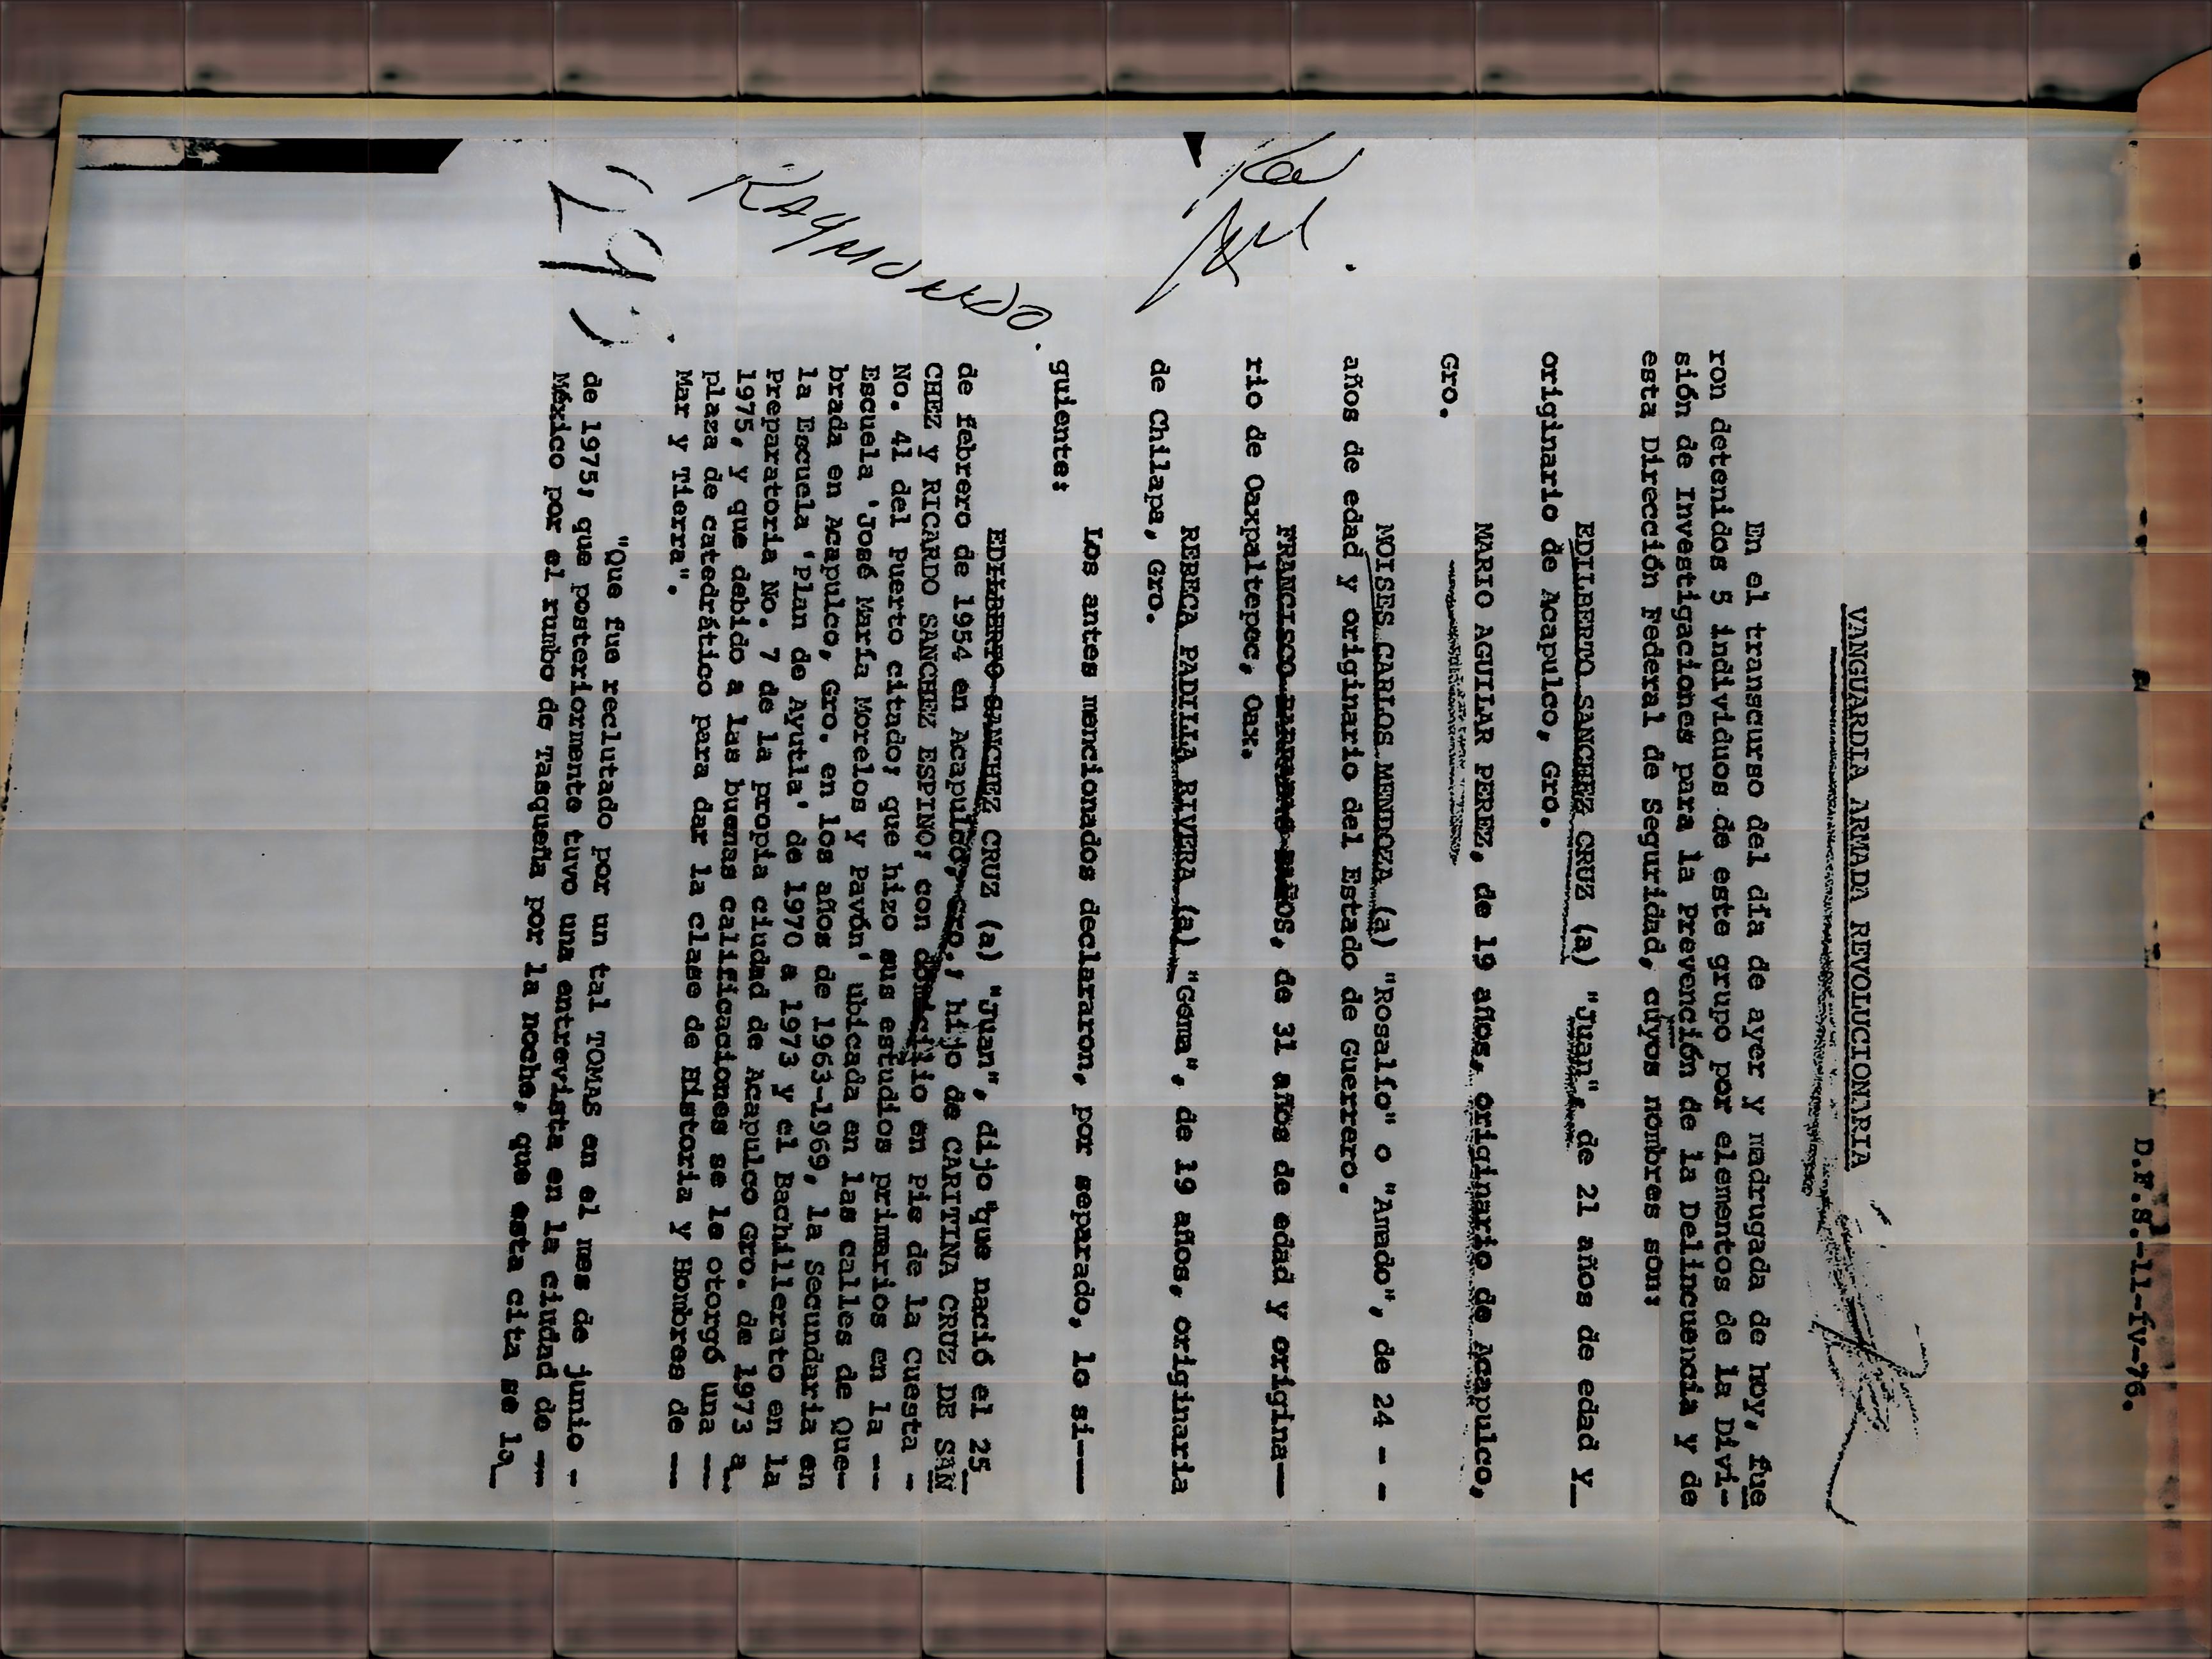 D.F.S.-11-IV-76.
VANGUARDIA ARMADA REVOLUCIONARIA
En el transcurso del día de ayer y madrugada de hoy, fue
ron detenidos 5 individuos de este grupo por elementos de la Divi-
sión de Investigaciones para la Prevención de la Delincuencia y de
esta Dirección Federal de Seguridad, cuyos nombres son:
EDILBERTO SANCHEZ CRUZ (a) "Juan", de 21 años de edad y
originario de Acapulco, Gro.
MARIO AGUILAR PEREZ, de 19 años, originario de Acapulco,
Gro.
MOISES CARLOS MENDOZA (a) "Rosalío" o "Amado", de 24 - -
años de edad y originario del Estado de Guerrero.
FRANCISCO BAÑOS, de 31 años de edad y origina--
rio de Oaxpaltepec, Oax.
REBECA PADILLA RIVERA (a) "Gema", de 19 años, originaria
de Chilapa, Gro.
Los antes mencionados declararon, por separado, lo si--
guiente:
EDILBERTO SANCHEZ CRUZ (a) "Juan", dijo "que nació el 25
de febrero de 1954 en Acapulco, Gro.; hijo de CARITINA CRUZ DE SAN
CHEZ y RICARDO SANCHEZ ESPINO; con domicilio en Pie de la Cuesta -
No. 41 del Puerto citado; que hizo sus estudios primarios en la --
Escuela 'José María Morelos y Pavón' ubicada en las calles de Que-
brada en Acapulco, Gro. en los años de 1963-1969, la Secundaria en
la Escuela 'Plan de Ayutla' de 1970 a 1973 y el Bachillerato en la
Preparatoria No. 7 de la propia ciudad de Acapulco Gro. de 1973 a
1975, y que debido a las buenas calificaciones se le otorgó una --
plaza de catedrático para dar la clase de Historia y Hombres de --
Mar y Tierra".
"Que fue reclutado por un tal TOMAS en el mes de junio -
de 1975; que posteriormente tuvo una entrevista en la ciudad de --
México por el rumbo de Tasqueña por la noche, que esta cita se la
RAYMUNDO.